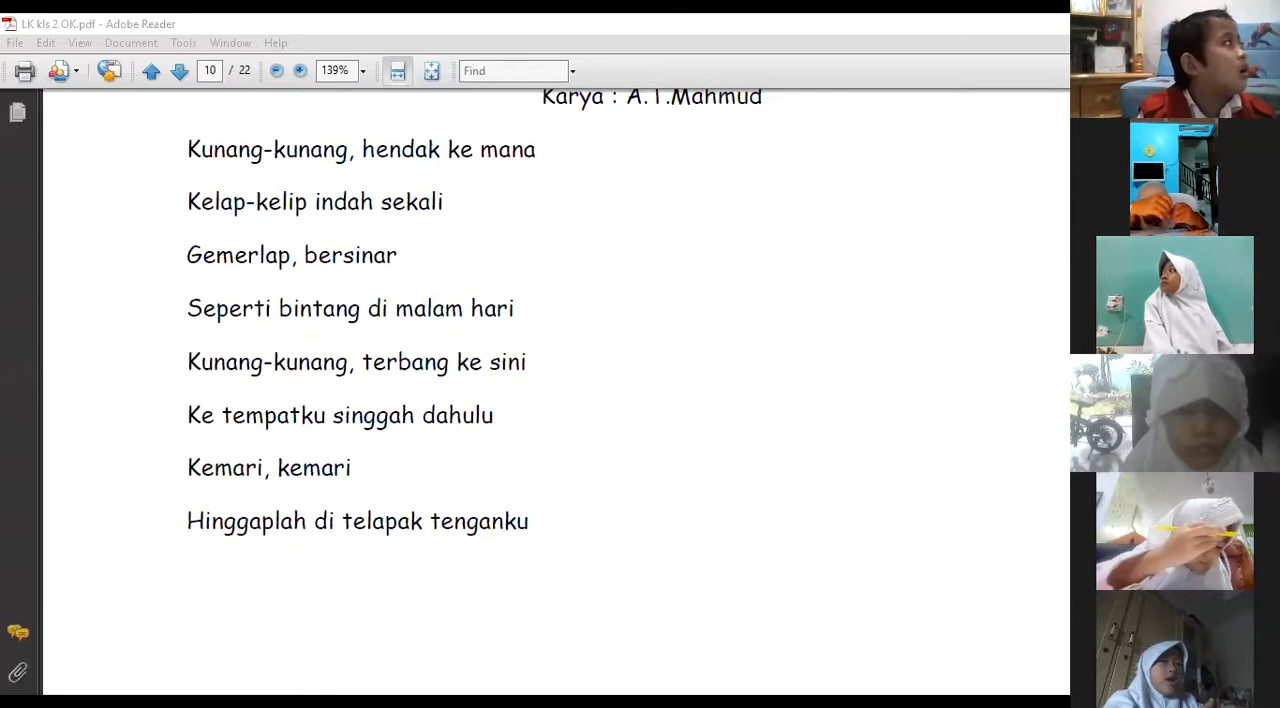 LK kls 2 OK.pdf - Adobe Reader
File Edit View Document Tools Window Help
10 / 22 139% Find
Karya : A.T.Mahmud
Kunang-kunang, hendak ke mana
Kelap-kelip indah sekali
Gemerlap, bersinar
Seperti bintang di malam hari
Kunang-kunang, terbang ke sini
Ke tempatku singgah dahulu
Kemari, kemari
Hinggaplah di telapak tenganku